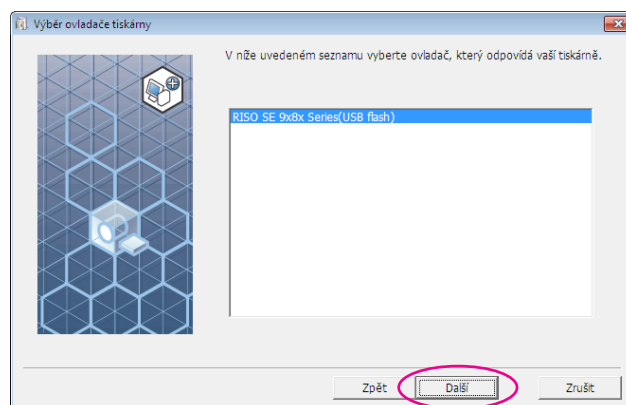 Výběr ovladače tiskárny
V níže uvedeném seznamu vyberte ovladač, který odpovídá vaší tiskárně.
RISO SE 9x8x Series(USB flash)
Zpět
Další
Zrušit